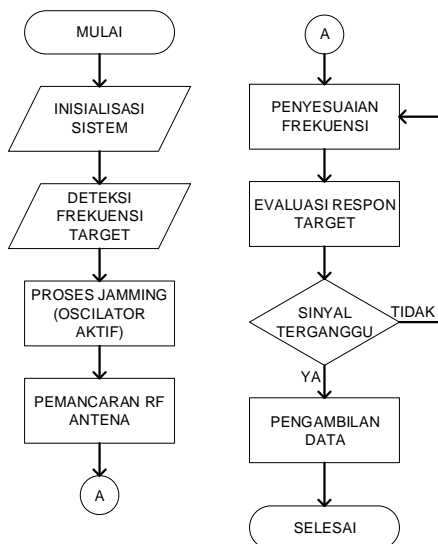 MULAI
INISIALISASI
SISTEM
DETEKSI
FREKUENSI
TARGET
PROSES JAMMING
(OSCILATOR
AKTIF)
PEMANCARAN RF
ANTENA
A
A
PENYESUAIAN
FREKUENSI
EVALUASI RESPON
TARGET
SINYAL
TERGANGGU
TIDAK
YA
PENGAMBILAN
DATA
SELESAI